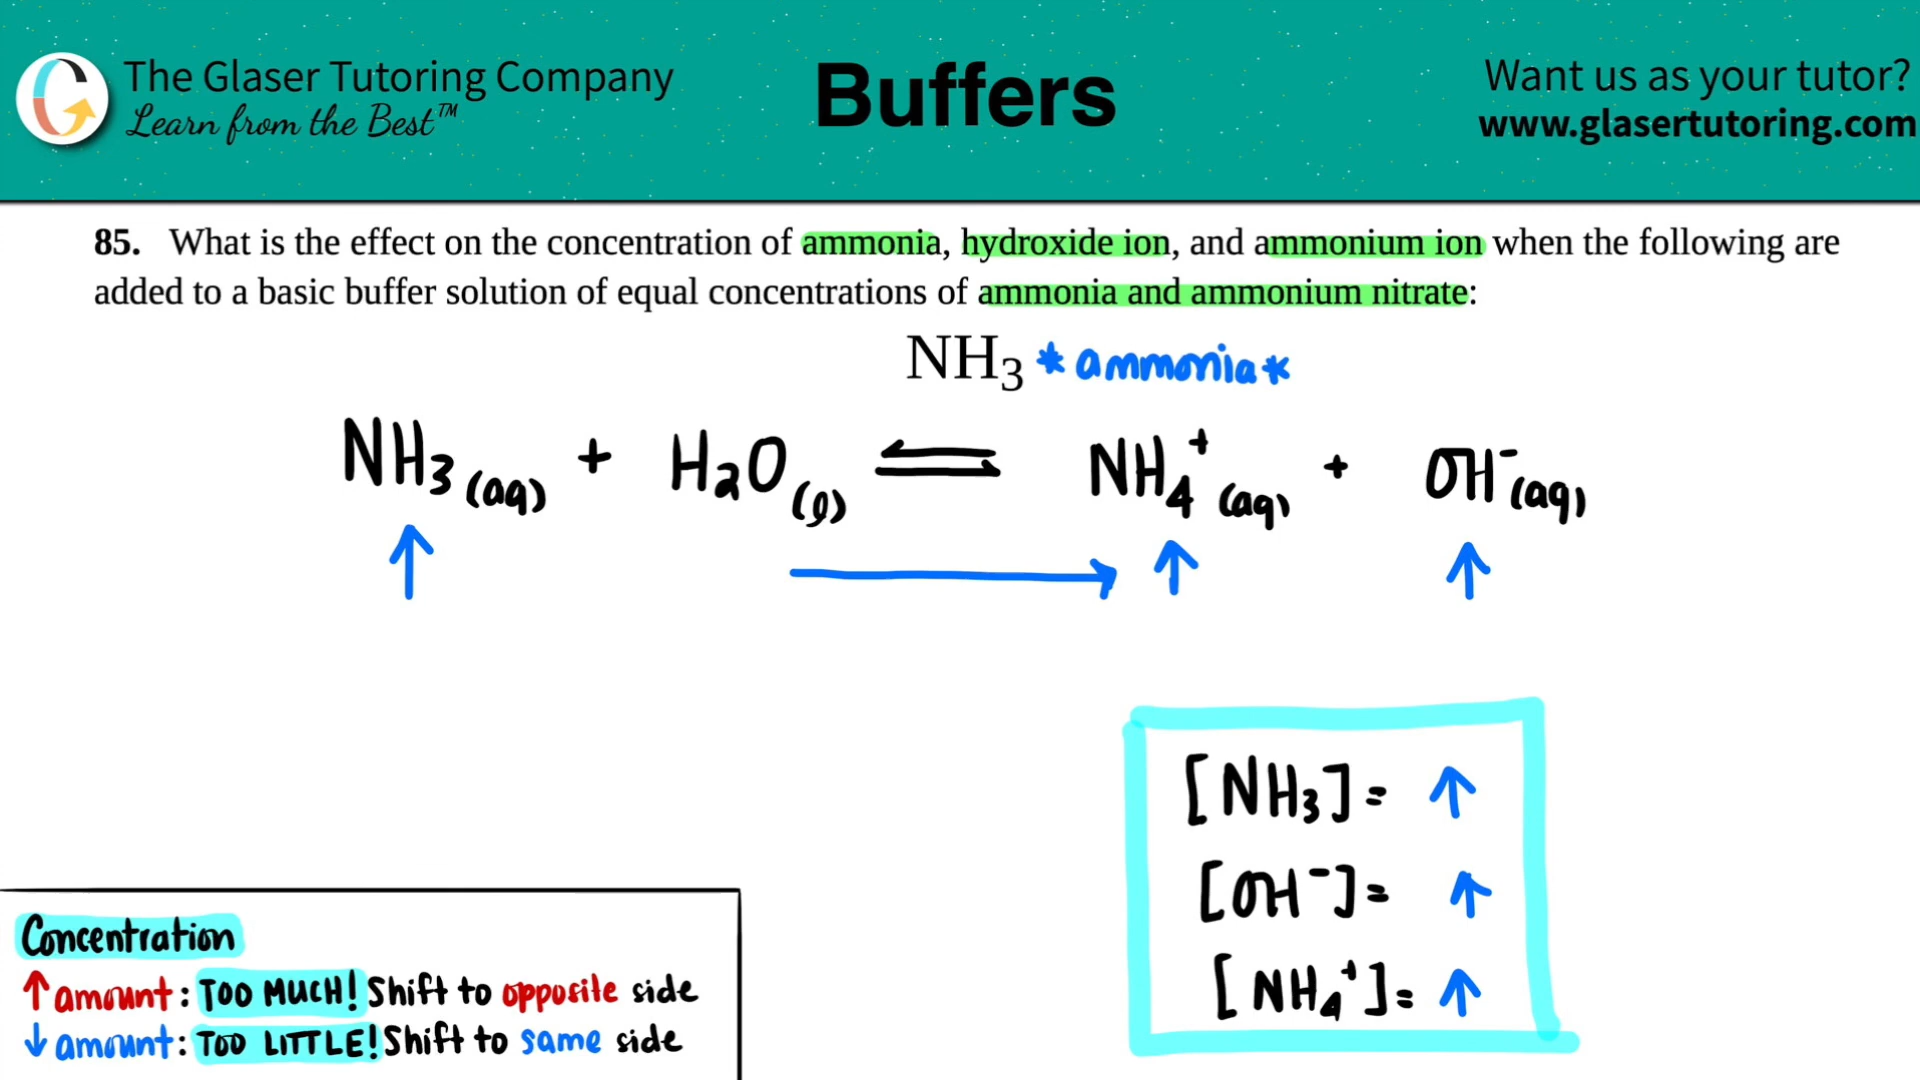 The Glaser Tutoring Company
Learn from the Best™
Buffers
Want us as your tutor?
www.glasertutoring.com
85. What is the effect on the concentration of ammonia, hydroxide ion, and ammonium ion when the following are
added to a basic buffer solution of equal concentrations of ammonia and ammonium nitrate:
NH₃ *ammonia*
NH₃(aq) + H₂O(l) ⇌ NH₄⁺(aq) + OH⁻(aq)
↑ → ↑ ↑
[NH₃] = ↑
[OH⁻] = ↑
[NH₄⁺] = ↑
Concentration
↑ amount: TOO MUCH! Shift to opposite side
↓ amount: TOO LITTLE! Shift to same side